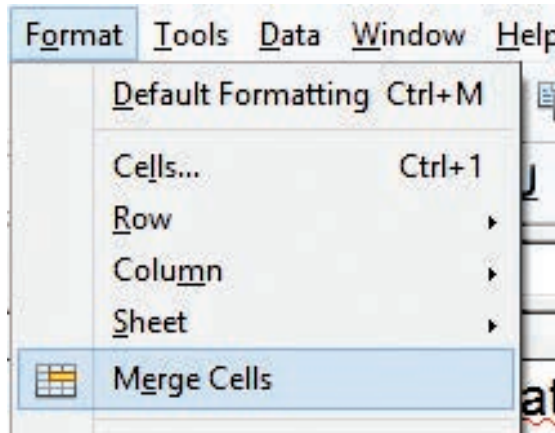 Format Tools Data Window Help
Default Formatting Ctrl+M
Cells... Ctrl+1
Row
Column
Sheet
Merge Cells